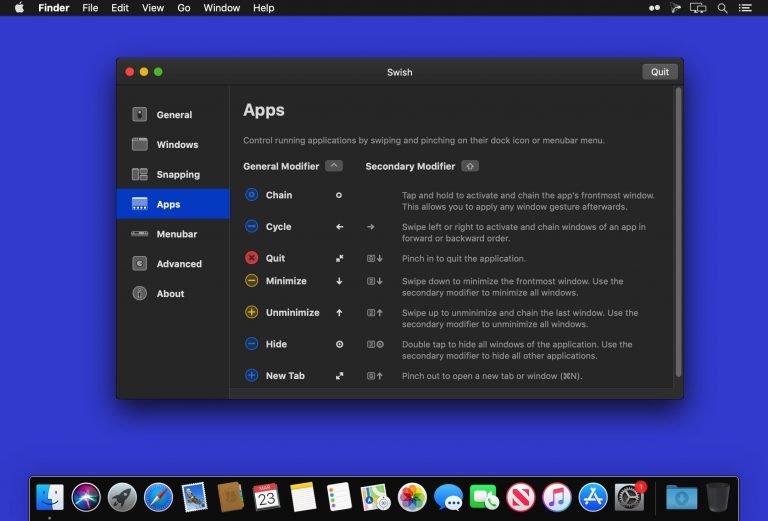 Finder File Edit View Go Window Help
Swish
Quit
General
Windows
Snapping
Apps
Menubar
Advanced
About
Apps
Control running applications by swiping and pinching on their dock icon or menubar menu.
General Modifier ^ Secondary Modifier ⇧
Chain
Tap and hold to activate and chain the app's frontmost window.
This allows you to apply any window gesture afterwards.
Cycle ← →
Swipe left or right to activate and chain windows of an app in
forward or backward order.
Quit
Pinch in to quit the application.
Minimize ↓ 2↓
Swipe down to minimize the frontmost window. Use the
secondary modifier to minimize all windows.
Unminimize ↑ 2↑
Swipe up to unminimize and chain the last window. Use the
secondary modifier to unminimize all windows.
Hide 2
Double tap to hide all windows of the application. Use the
secondary modifier to hide all other applications.
New Tab
Pinch out to open a new tab or window (⌘N).
MAR
23
1